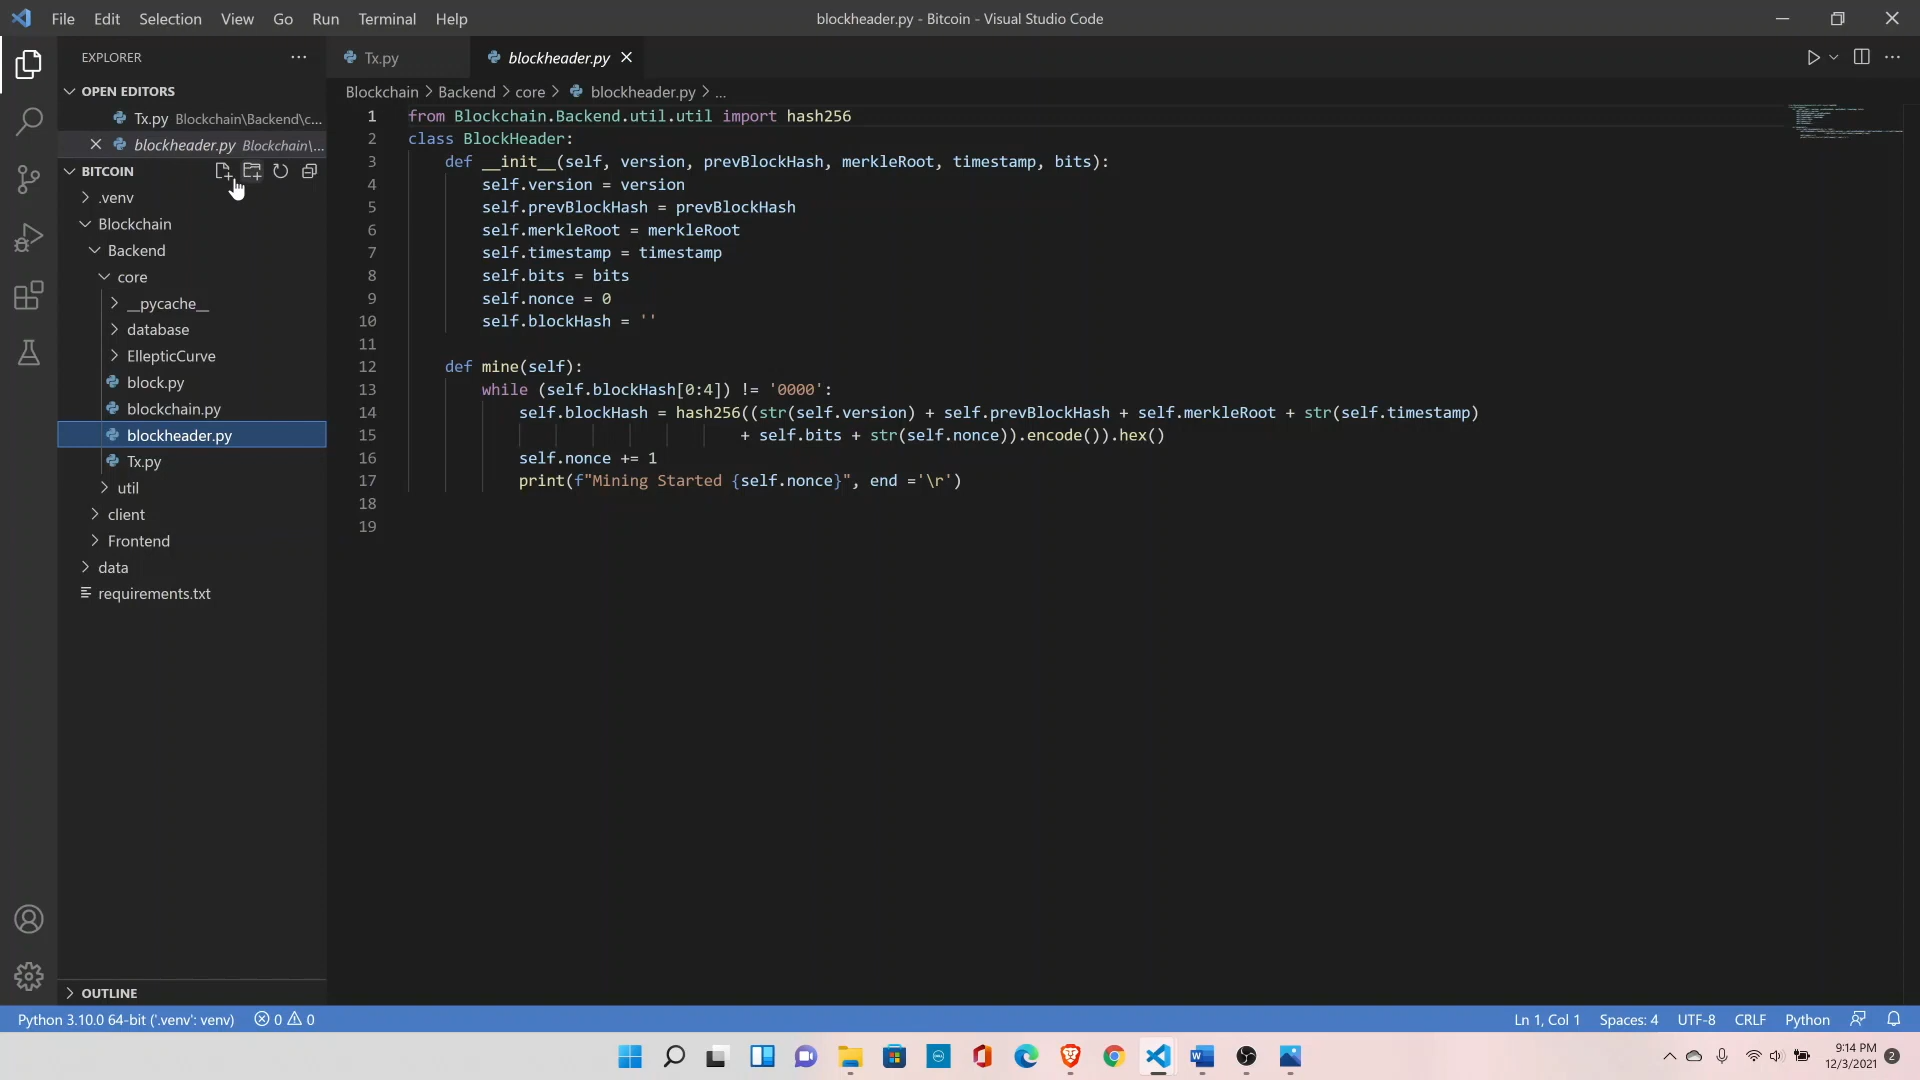 File Edit Selection View Go Run Terminal Help
blockheader.py - Bitcoin - Visual Studio Code
EXPLORER
Tx.py
blockheader.py
OPEN EDITORS
Tx.py Blockchain\Backend\c...
blockheader.py Blockchain\...
BITCOIN
.venv
Blockchain
Backend
core
__pycache__
database
EllepticCurve
block.py
blockchain.py
blockheader.py
Tx.py
util
client
Frontend
data
requirements.txt
OUTLINE
Blockchain > Backend > core > blockheader.py > ...
1 from Blockchain.Backend.util.util import hash256
2 class BlockHeader:
3 def __init__(self, version, prevBlockHash, merkleRoot, timestamp, bits):
4 self.version = version
5 self.prevBlockHash = prevBlockHash
6 self.merkleRoot = merkleRoot
7 self.timestamp = timestamp
8 self.bits = bits
9 self.nonce = 0
10 self.blockHash = ''
11
12 def mine(self):
13 while (self.blockHash[0:4]) != '0000':
14 self.blockHash = hash256((str(self.version) + self.prevBlockHash + self.merkleRoot + str(self.timestamp)
15 + self.bits + str(self.nonce)).encode()).hex()
16 self.nonce += 1
17 print(f"Mining Started {self.nonce}", end ='\r')
18
19
Python 3.10.0 64-bit ('.venv': venv) 0 0
Ln 1, Col 1 Spaces: 4 UTF-8 CRLF Python
9:14 PM
12/3/2021
2